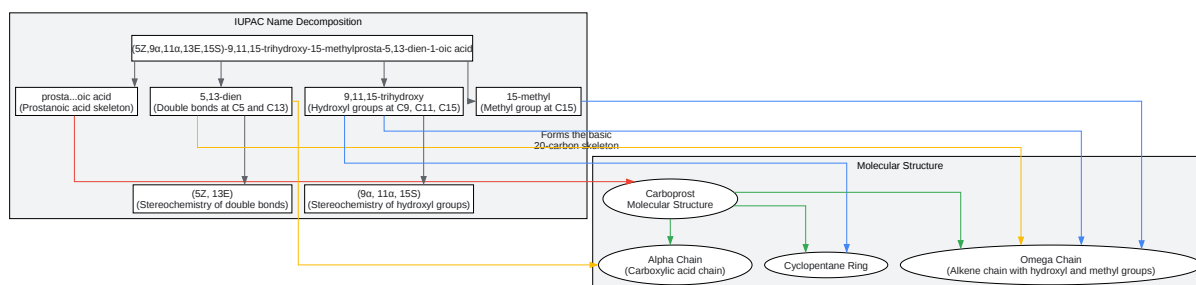 IUPAC Name Decomposition
(5Z,9α,11α,13E,15S)-9,11,15-trihydroxy-15-methylprosta-5,13-dien-1-oic acid
prosta...oic acid
(Prostanoic acid skeleton)
5,13-dien
(Double bonds at C5 and C13)
9,11,15-trihydroxy
(Hydroxyl groups at C9, C11, C15)
15-methyl
(Methyl group at C15)
Forms the basic
20-carbon skeleton
(5Z, 13E)
(Stereochemistry of double bonds)
(9α, 11α, 15S)
(Stereochemistry of hydroxyl groups)
Molecular Structure
Carboprost
Molecular Structure
Alpha Chain
(Carboxylic acid chain)
Cyclopentane Ring
Omega Chain
(Alkene chain with hydroxyl and methyl groups)